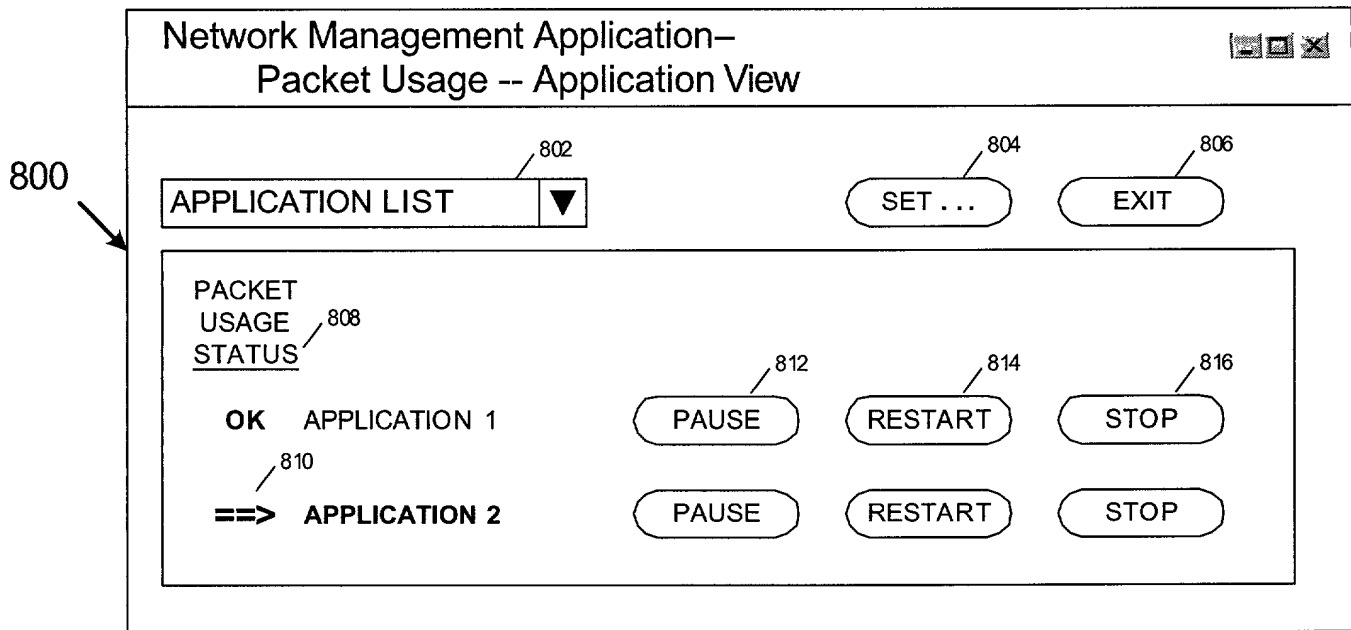 Network Management Application–
Packet Usage -- Application View
802
804
806
800
APPLICATION LIST
SET . . .
EXIT
PACKET
USAGE
808
STATUS
812
814
816
OK APPLICATION 1 PAUSE RESTART STOP
810
==> APPLICATION 2 PAUSE RESTART STOP